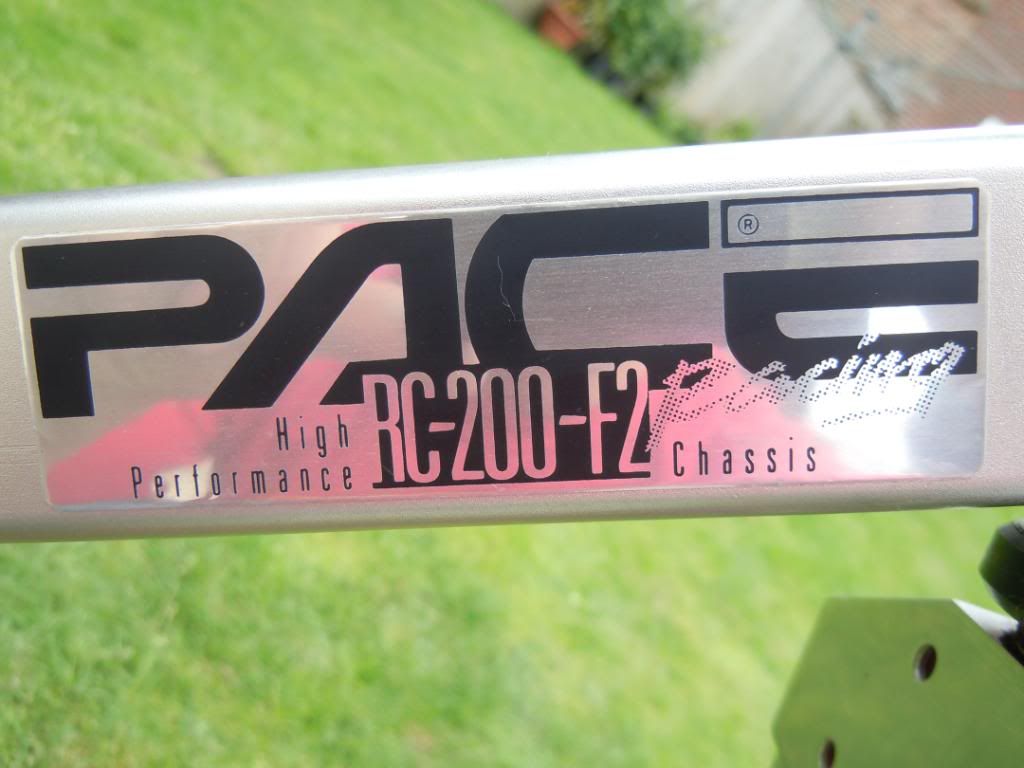 PACE ®
Racing
High
Performance RC-200-F2 Chassis